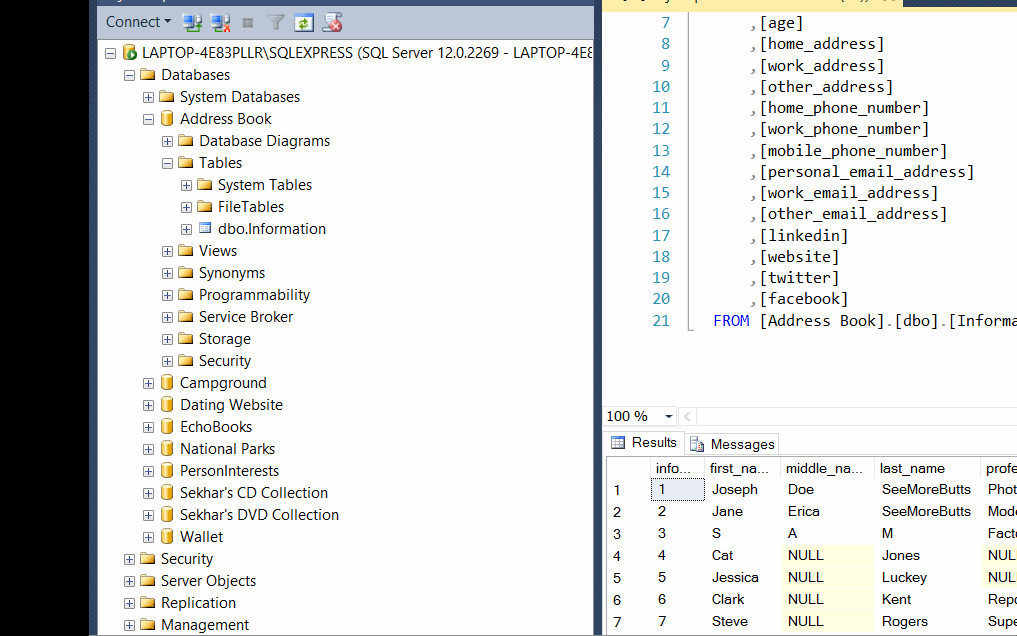 Connect
LAPTOP-4E83PLLR\SQLEXPRESS (SQL Server 12.0.2269 - LAPTOP-4E8
Databases
System Databases
Address Book
Database Diagrams
Tables
System Tables
FileTables
dbo.Information
Views
Synonyms
Programmability
Service Broker
Storage
Security
Campground
Dating Website
EchoBooks
National Parks
PersonInterests
Sekhar's CD Collection
Sekhar's DVD Collection
Wallet
Security
Server Objects
Replication
Management
7 ,[age]
8 ,[home_address]
9 ,[work_address]
10 ,[other_address]
11 ,[home_phone_number]
12 ,[work_phone_number]
13 ,[mobile_phone_number]
14 ,[personal_email_address]
15 ,[work_email_address]
16 ,[other_email_address]
17 ,[linkedin]
18 ,[website]
19 ,[twitter]
20 ,[facebook]
21 FROM [Address Book].[dbo].[Informa
100 %
Results Messages
info... first_na... middle_na... last_name profe
1 1 Joseph Doe SeeMoreButts Phot
2 2 Jane Erica SeeMoreButts Mode
3 3 S A M Facto
4 4 Cat NULL Jones NUL
5 5 Jessica NULL Luckey NUL
6 6 Clark NULL Kent Repo
7 7 Steve NULL Rogers Supe